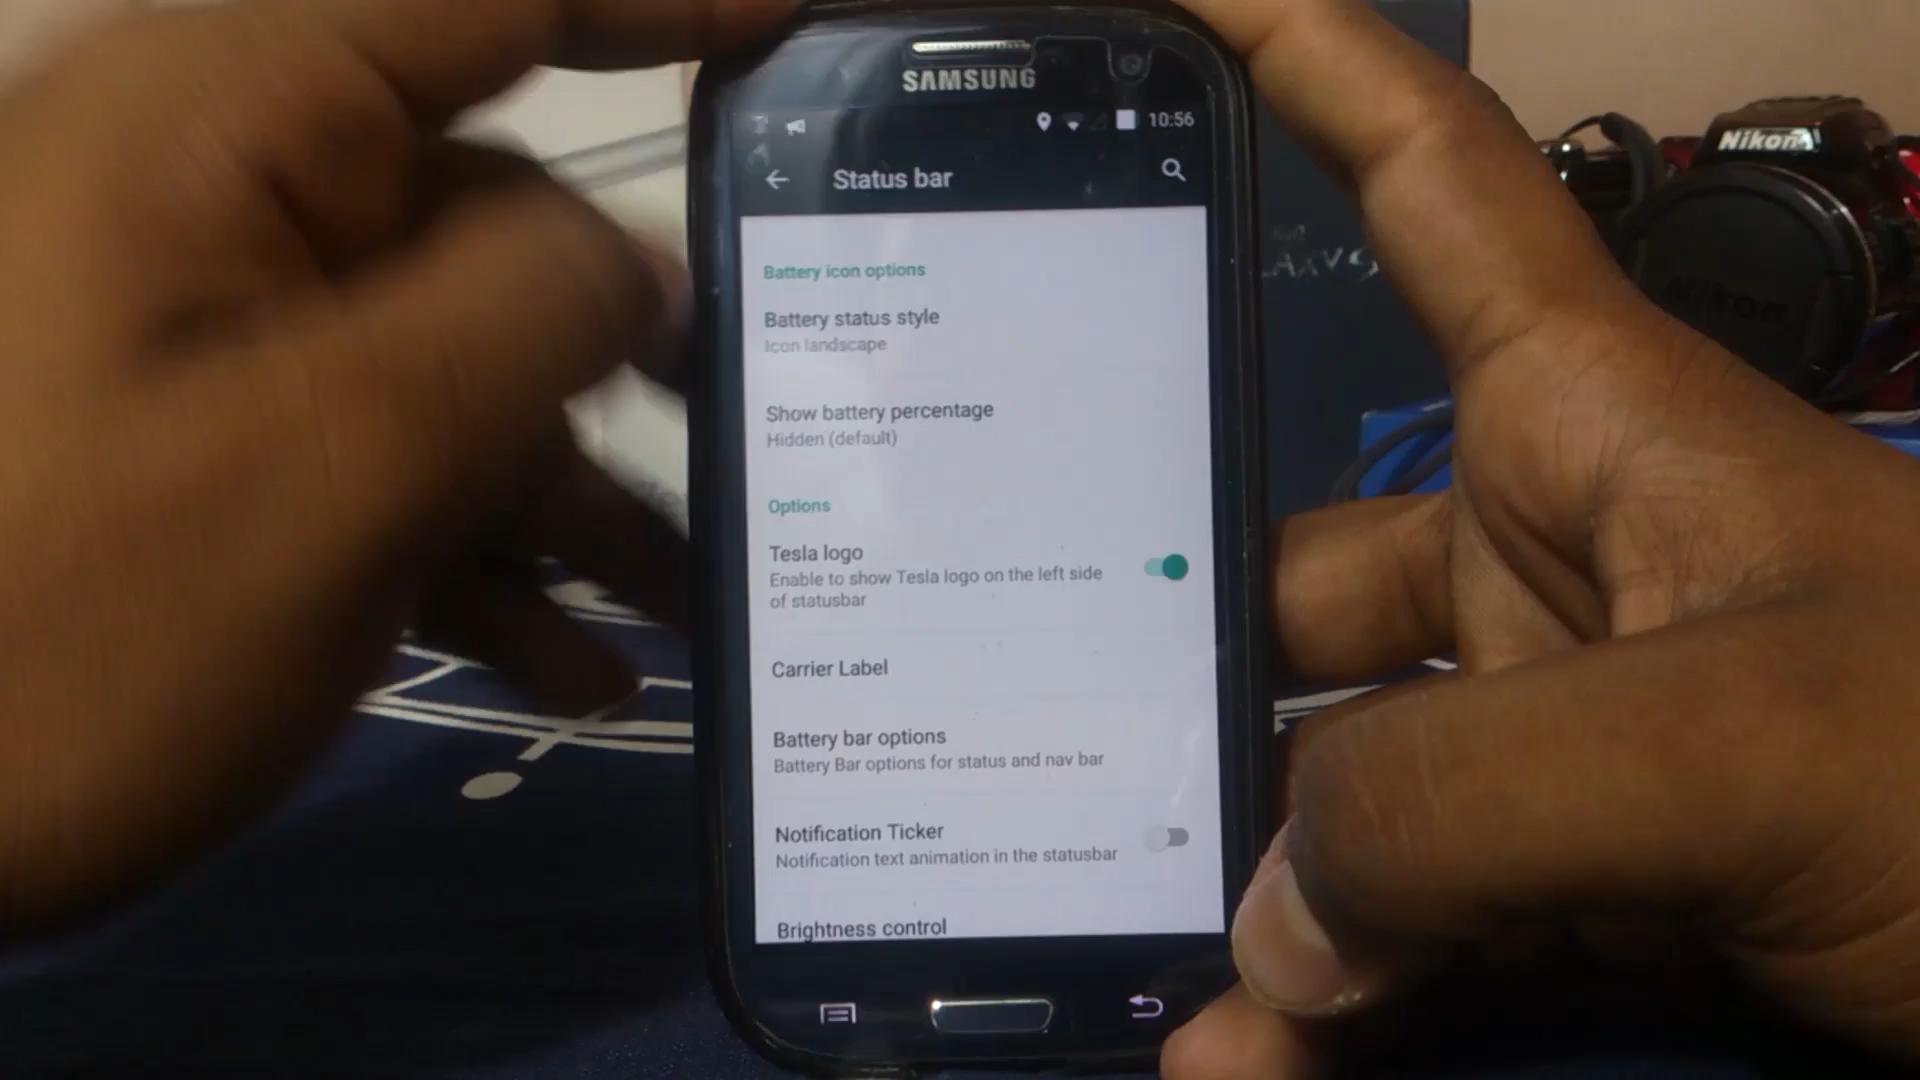 SAMSUNG
10:56
Status bar
Battery icon options
Battery status style
Icon landscape
Show battery percentage
Hidden (default)
Options
Tesla logo
Enable to show Tesla logo on the left side
of statusbar
Carrier Label
Battery bar options
Battery Bar options for status and nav bar
Notification Ticker
Notification text animation in the statusbar
Brightness control
Nikon
Nikon